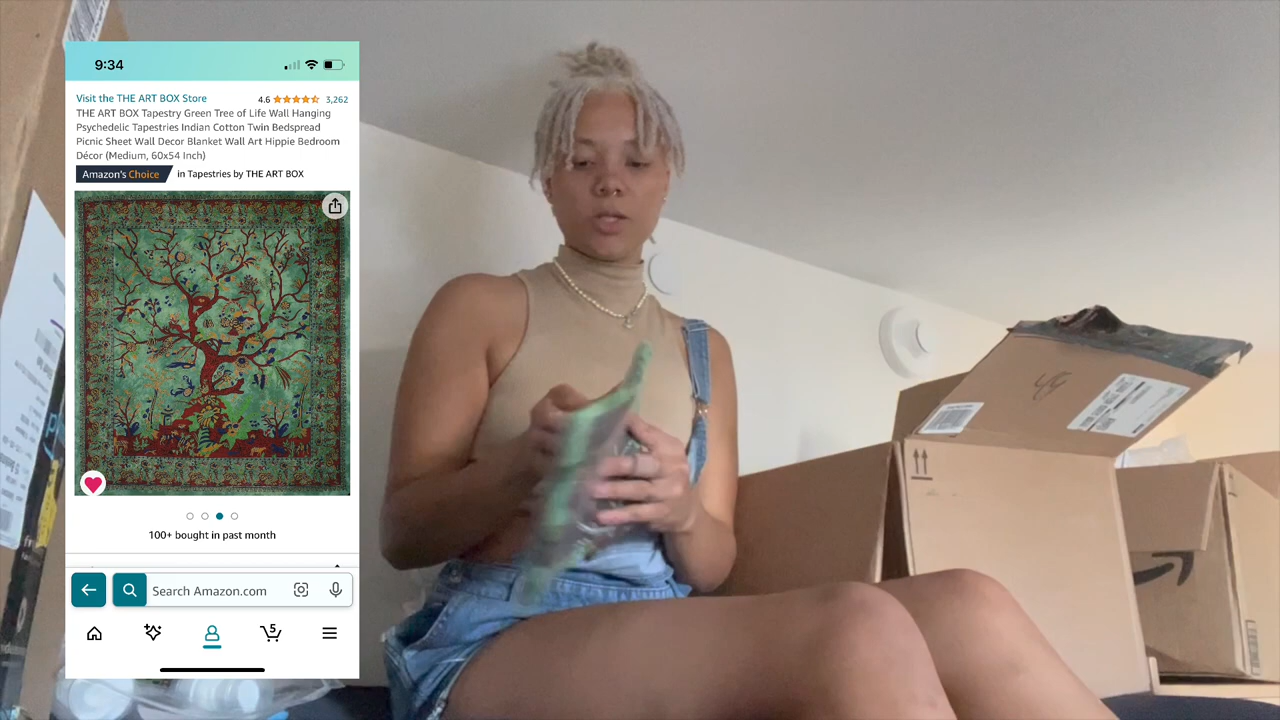 9:34
Visit the THE ART BOX Store
4.6 3,262
THE ART BOX Tapestry Green Tree of Life Wall Hanging
Psychedelic Tapestries Indian Cotton Twin Bedspread
Picnic Sheet Wall Decor Blanket Wall Art Hippie Bedroom
Décor (Medium, 60x54 Inch)
Amazon's Choice in Tapestries by THE ART BOX
100+ bought in past month
Search Amazon.com
5